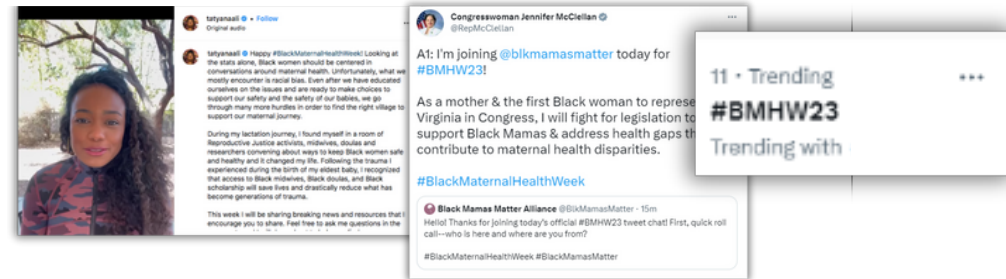 tatyanaali • Follow
Original audio
tatyanaali Happy #BlackMaternalHealthWeek! Looking at
the stats alone, Black women should be centered in
conversations around maternal health. Unfortunately, what we
mostly encounter is racial bias. Even after we have educated
ourselves on the issues and are ready to make choices to
support our safety and the safety of our babies, we go
through many more hurdles in order to find the right village to
support our maternal journey.
During my lactation journey, I found myself in a room of
Reproductive Justice activists, midwives, doulas and
researchers convening about ways to keep Black women safe
and healthy and it changed my life. Following the trauma I
experienced during the birth of my eldest baby, I recognized
that access to Black midwives, Black doulas, and Black
scholarship will save lives and drastically reduce what has
become generations of trauma.
This week I will be sharing breaking news and resources that I
encourage you to share. Feel free to ask me questions in the
Congresswoman Jennifer McClellan
@RepMcClellan
A1: I'm joining @blkmamasmatter today for
#BMHW23!
As a mother & the first Black woman to represe
Virginia in Congress, I will fight for legislation to
support Black Mamas & address health gaps th
contribute to maternal health disparities.
#BlackMaternalHealthWeek
Black Mamas Matter Alliance @BlkMamasMatter · 15m
Hello! Thanks for joining today's official #BMHW23 tweet chat! First, quick roll
call--who is here and where are you from?
#BlackMaternalHealthWeek #BlackMamasMatter
11 · Trending
#BMHW23
Trending with